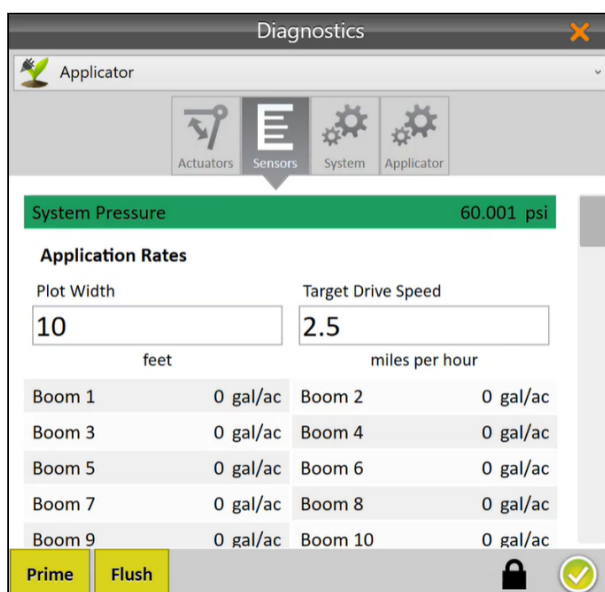 Diagnostics
Applicator
Actuators Sensors System Applicator
System Pressure 60.001 psi
Application Rates
Plot Width Target Drive Speed
10 2.5
feet miles per hour
Boom 1 0 gal/ac Boom 2 0 gal/ac
Boom 3 0 gal/ac Boom 4 0 gal/ac
Boom 5 0 gal/ac Boom 6 0 gal/ac
Boom 7 0 gal/ac Boom 8 0 gal/ac
Boom 9 0 gal/ac Boom 10 0 gal/ac
Prime Flush